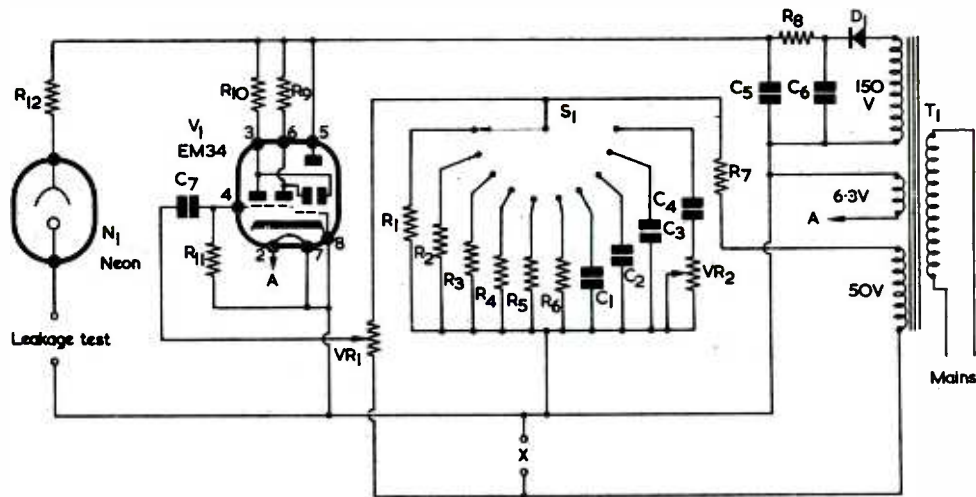 R8
D1
R12
R10
R9
C5
C6
150
V
T1
V1
EM34
3
6
5
S1
C7
4
R7
6·3V
A
N1
Neon
R11
2
7
8
A
R1
R2
R3
R4
R5
R6
C1
C2
C3
C4
VR2
50V
Leakage test
VR1
Mains
X